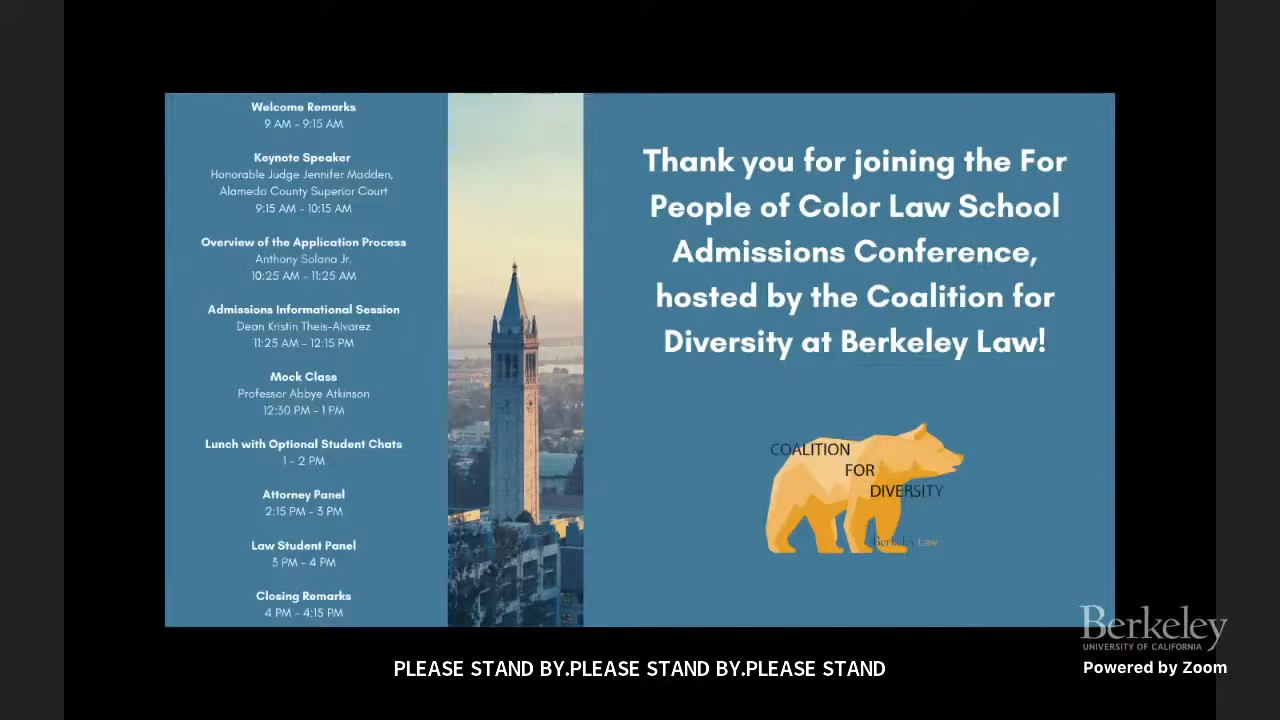 Welcome Remarks
9 AM - 9:15 AM
Keynote Speaker
Honorable Judge Jennifer Madden,
Alameda County Superior Court
9:15 AM - 10:15 AM
Overview of the Application Process
Anthony Solana Jr.
10:25 AM - 11:25 AM
Admissions Informational Session
Dean Kristin Theis-Alvarez
11:25 AM - 12:15 PM
Mock Class
Professor Abbye Atkinson
12:30 PM - 1 PM
Lunch with Optional Student Chats
1 - 2 PM
Attorney Panel
2:15 PM - 3 PM
Law Student Panel
3 PM - 4 PM
Closing Remarks
4 PM - 4:15 PM
Thank you for joining the For
People of Color Law School
Admissions Conference,
hosted by the Coalition for
Diversity at Berkeley Law!
COALITION
FOR
DIVERSITY
Berkeley Law
Berkeley
UNIVERSITY OF CALIFORNIA
Powered by Zoom
PLEASE STAND BY.PLEASE STAND BY.PLEASE STAND